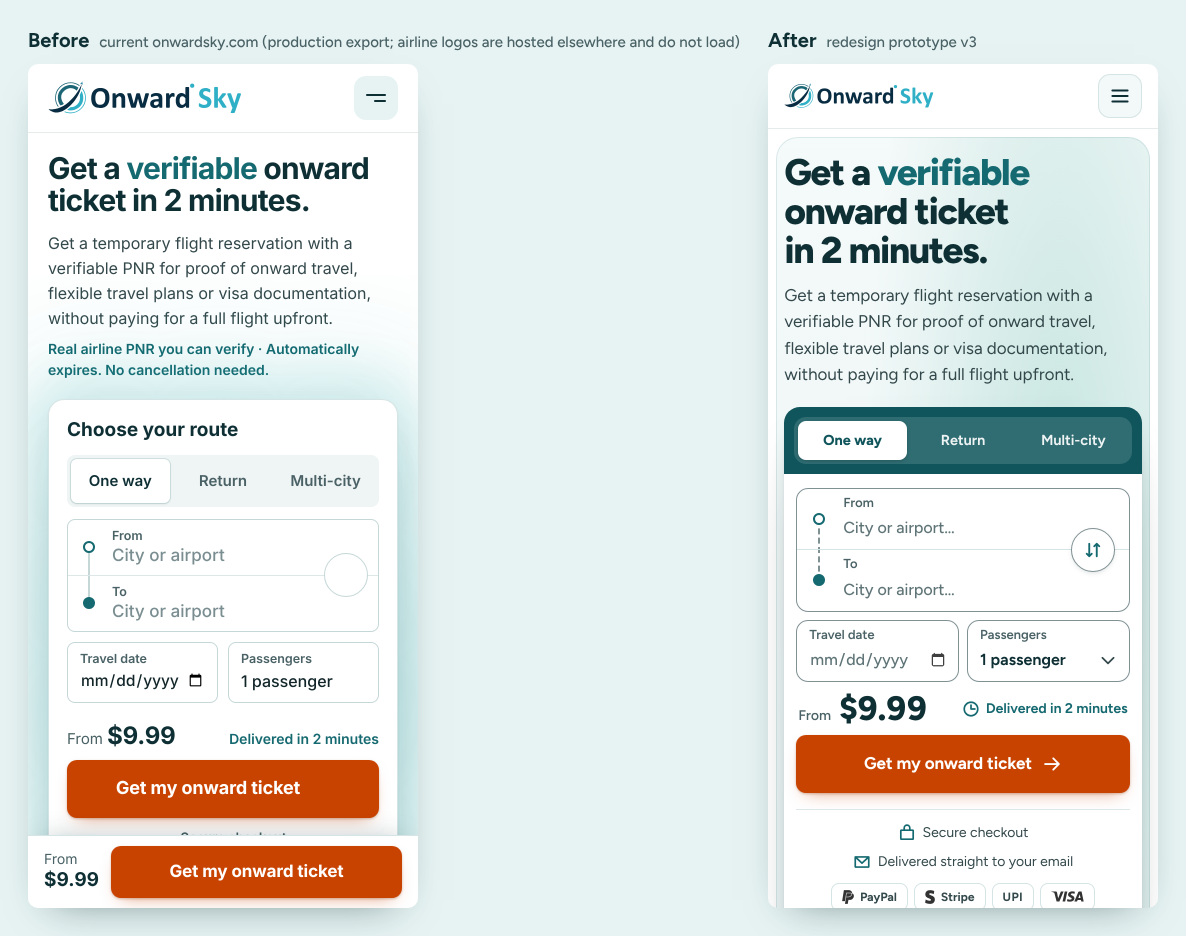 Before current onwardsky.com (production export; airline logos are hosted elsewhere and do not load)
Onward Sky
Get a verifiable onward
ticket in 2 minutes.
Get a temporary flight reservation with a
verifiable PNR for proof of onward travel,
flexible travel plans or visa documentation,
without paying for a full flight upfront.
Real airline PNR you can verify · Automatically
expires. No cancellation needed.
Choose your route
One way Return Multi-city
From
City or airport
To
City or airport
Travel date Passengers
mm/dd/yyyy 1 passenger
From $9.99 Delivered in 2 minutes
Get my onward ticket
From
$9.99
Get my onward ticket
After redesign prototype v3
Onward Sky
Get a verifiable
onward ticket
in 2 minutes.
Get a temporary flight reservation with a
verifiable PNR for proof of onward travel,
flexible travel plans or visa documentation,
without paying for a full flight upfront.
One way Return Multi-city
From
City or airport...
To
City or airport...
Travel date Passengers
mm/dd/yyyy 1 passenger
From $9.99 Delivered in 2 minutes
Get my onward ticket
Secure checkout
Delivered straight to your email
PayPal Stripe UPI VISA